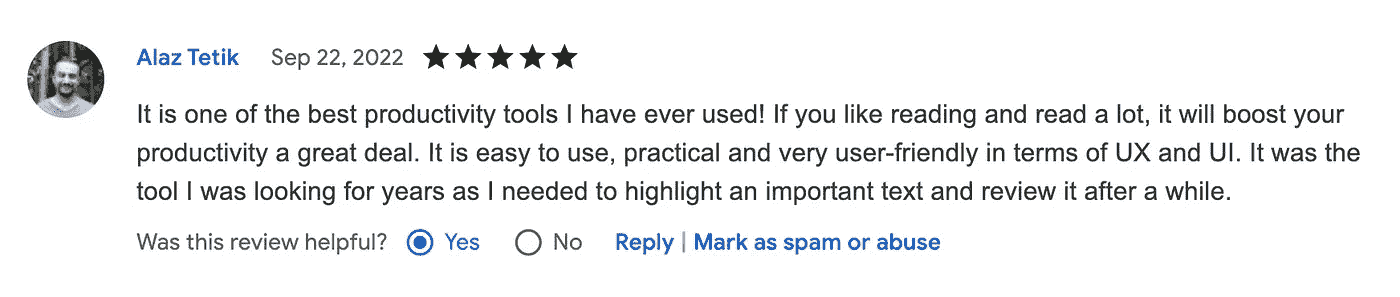 Alaz Tetik Sep 22, 2022
It is one of the best productivity tools I have ever used! If you like reading and read a lot, it will boost your
productivity a great deal. It is easy to use, practical and very user-friendly in terms of UX and UI. It was the
tool I was looking for years as I needed to highlight an important text and review it after a while.
Was this review helpful? Yes No Reply | Mark as spam or abuse